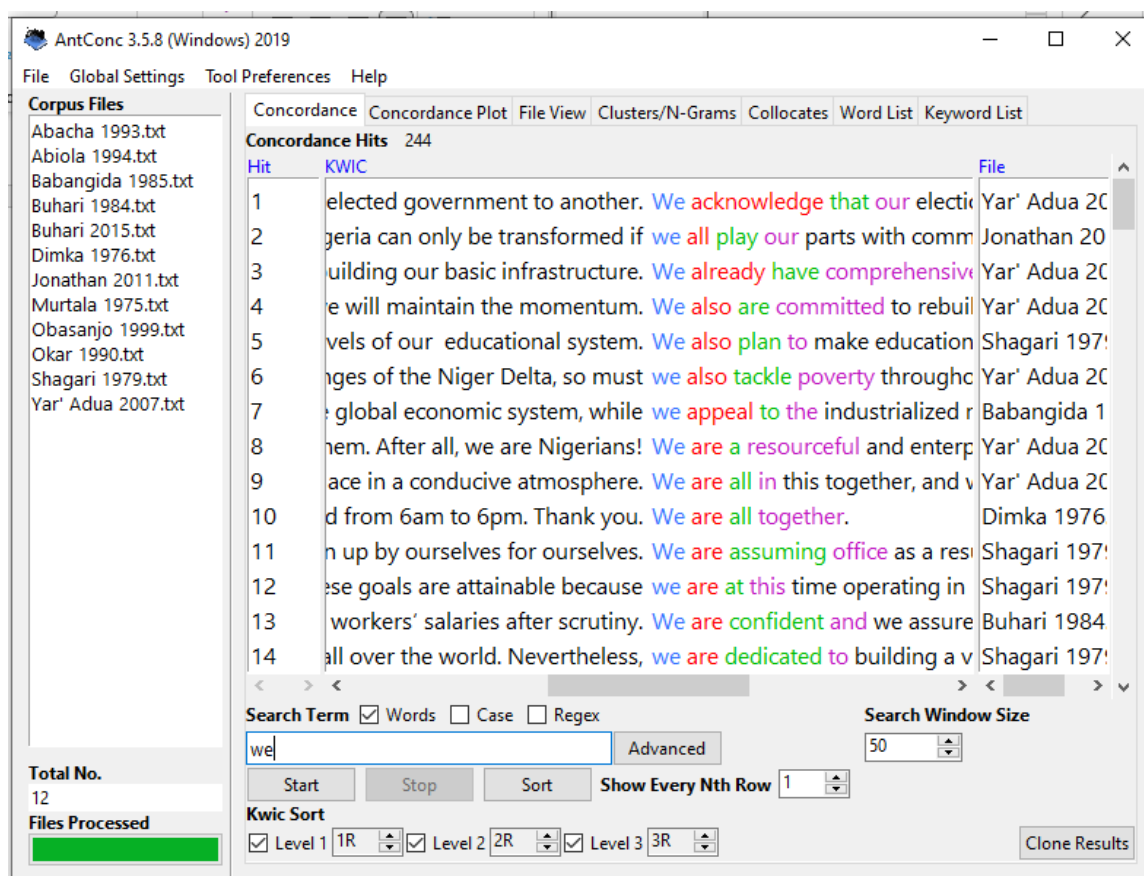 AntConc 3.5.8 (Windows) 2019
File Global Settings Tool Preferences Help
Corpus Files
Abacha 1993.txt
Abiola 1994.txt
Babangida 1985.txt
Buhari 1984.txt
Buhari 2015.txt
Dimka 1976.txt
Jonathan 2011.txt
Murtala 1975.txt
Obasanjo 1999.txt
Okar 1990.txt
Shagari 1979.txt
Yar' Adua 2007.txt
Total No.
12
Files Processed
Concordance Concordance Plot File View Clusters/N-Grams Collocates Word List Keyword List
Concordance Hits 244
Hit KWIC File
1 elected government to another. We acknowledge that our electi Yar' Adua 20
2 geria can only be transformed if we all play our parts with comm Jonathan 20
3 uilding our basic infrastructure. We already have comprehensive Yar' Adua 20
4 e will maintain the momentum. We also are committed to rebuil Yar' Adua 20
5 vels of our educational system. We also plan to make education Shagari 1979
6 nges of the Niger Delta, so must we also tackle poverty througho Yar' Adua 20
7 global economic system, while we appeal to the industrialized r Babangida 1
8 hem. After all, we are Nigerians! We are a resourceful and enterp Yar' Adua 20
9 ace in a conducive atmosphere. We are all in this together, and w Yar' Adua 20
10 d from 6am to 6pm. Thank you. We are all together. Dimka 1976
11 n up by ourselves for ourselves. We are assuming office as a resu Shagari 1979
12 ese goals are attainable because we are at this time operating in Shagari 1979
13 workers' salaries after scrutiny. We are confident and we assure Buhari 1984
14 all over the world. Nevertheless, we are dedicated to building a v Shagari 1979
Search Term Words Case Regex Search Window Size
we Advanced 50
Start Stop Sort Show Every Nth Row 1
Kwic Sort
Level 1 1R Level 2 2R Level 3 3R Clone Results